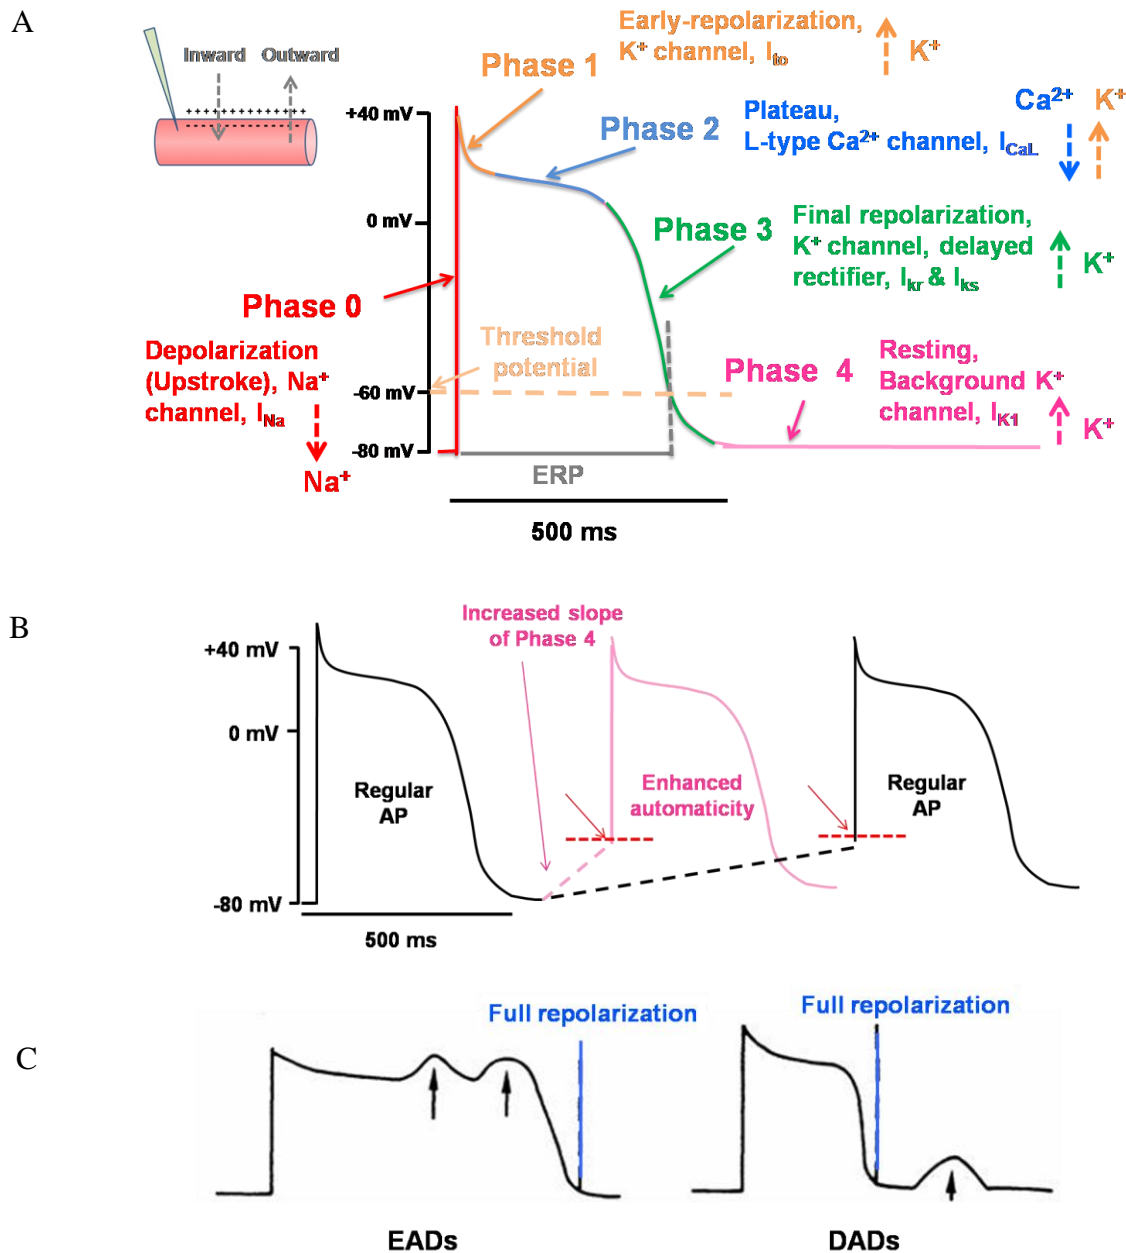 A
Inward Outward
+ + + + + + + + + + + + +
- - - - - - - - - - - - - -
Phase 1
Early-repolarization,
K⁺ channel, Ito
K⁺
+40 mV
Phase 2
Plateau,
L-type Ca²⁺ channel, ICaL
Ca²⁺ K⁺
0 mV
Phase 3
Final repolarization,
K⁺ channel, delayed
rectifier, Ikr & Iks
K⁺
Phase 0
Depolarization
(Upstroke), Na⁺
channel, INa
Na⁺
Threshold
potential
-60 mV
Phase 4
Resting,
Background K⁺
channel, IK1
K⁺
-80 mV
ERP
500 ms
B
Increased slope
of Phase 4
+40 mV
0 mV
Regular
AP
Enhanced
automaticity
Regular
AP
-80 mV
500 ms
C
Full repolarization
Full repolarization
EADs
DADs